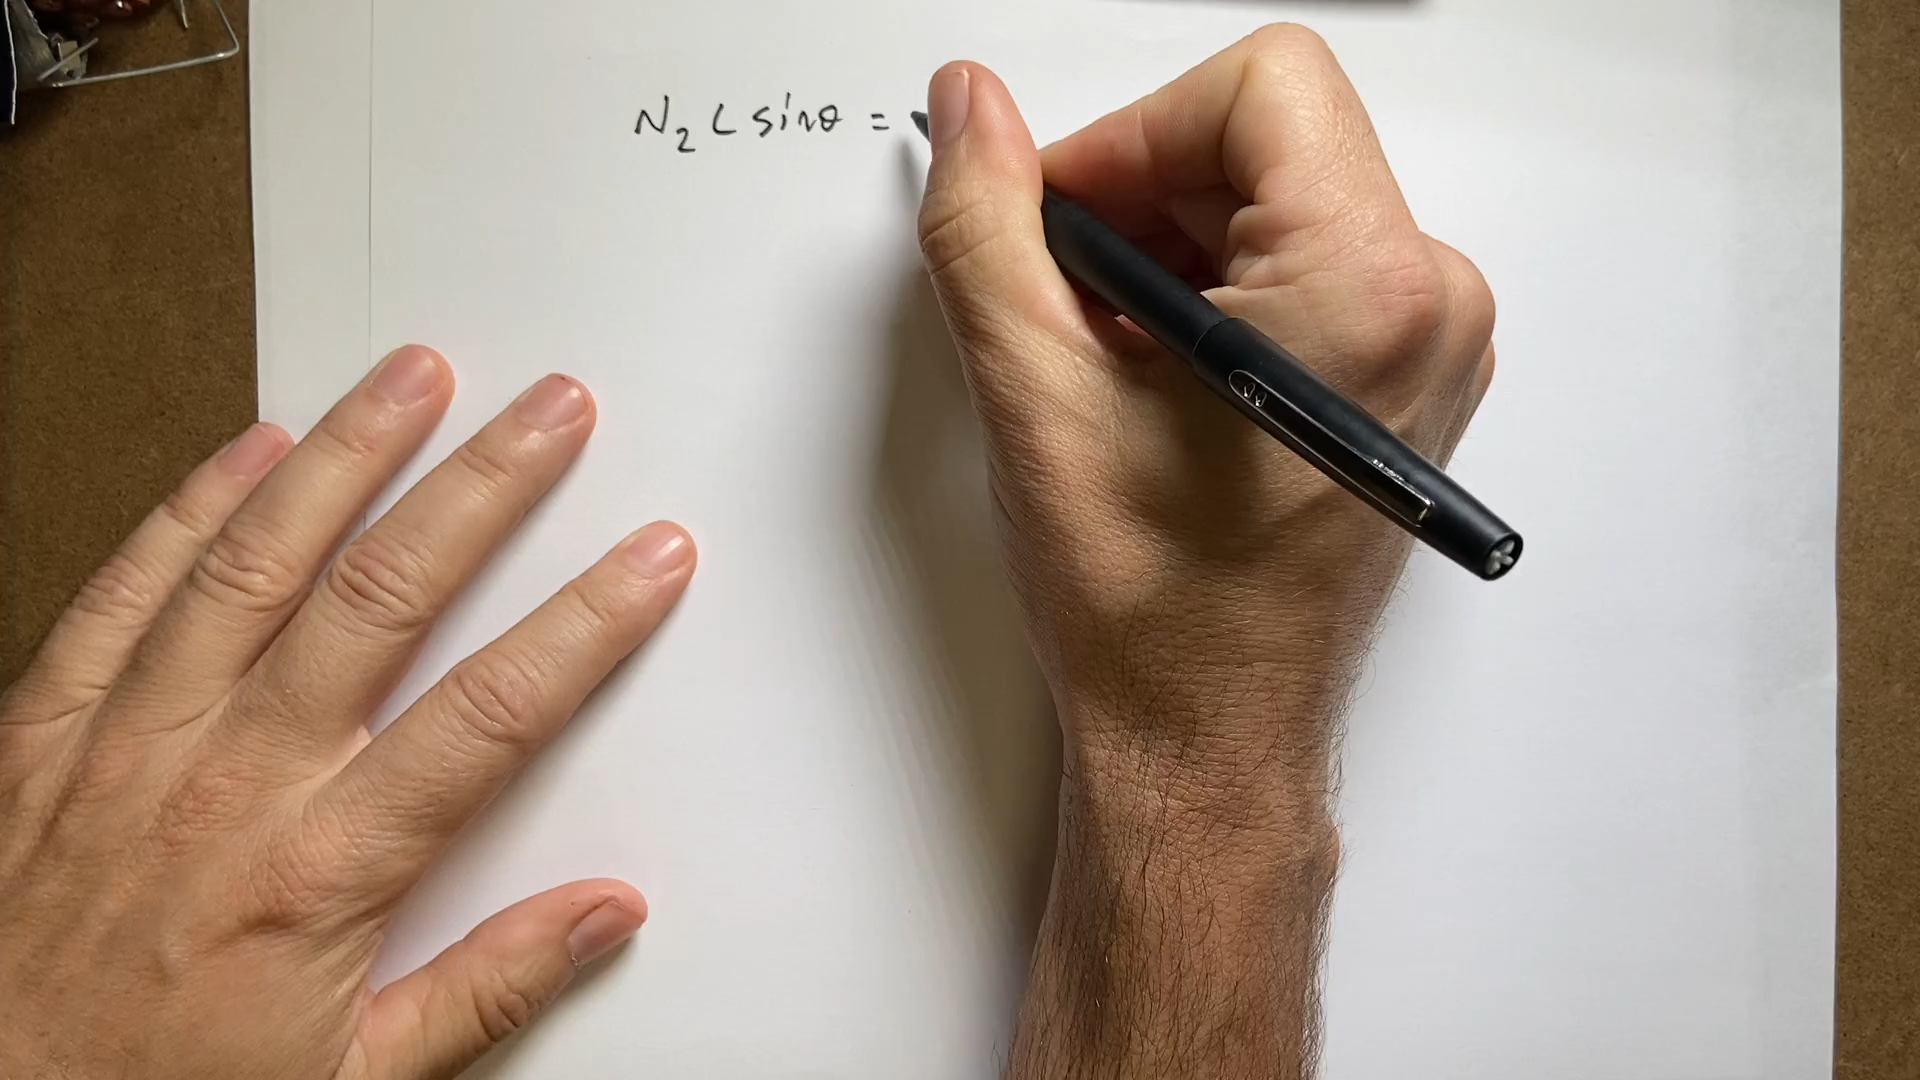 N₂ L sinθ =